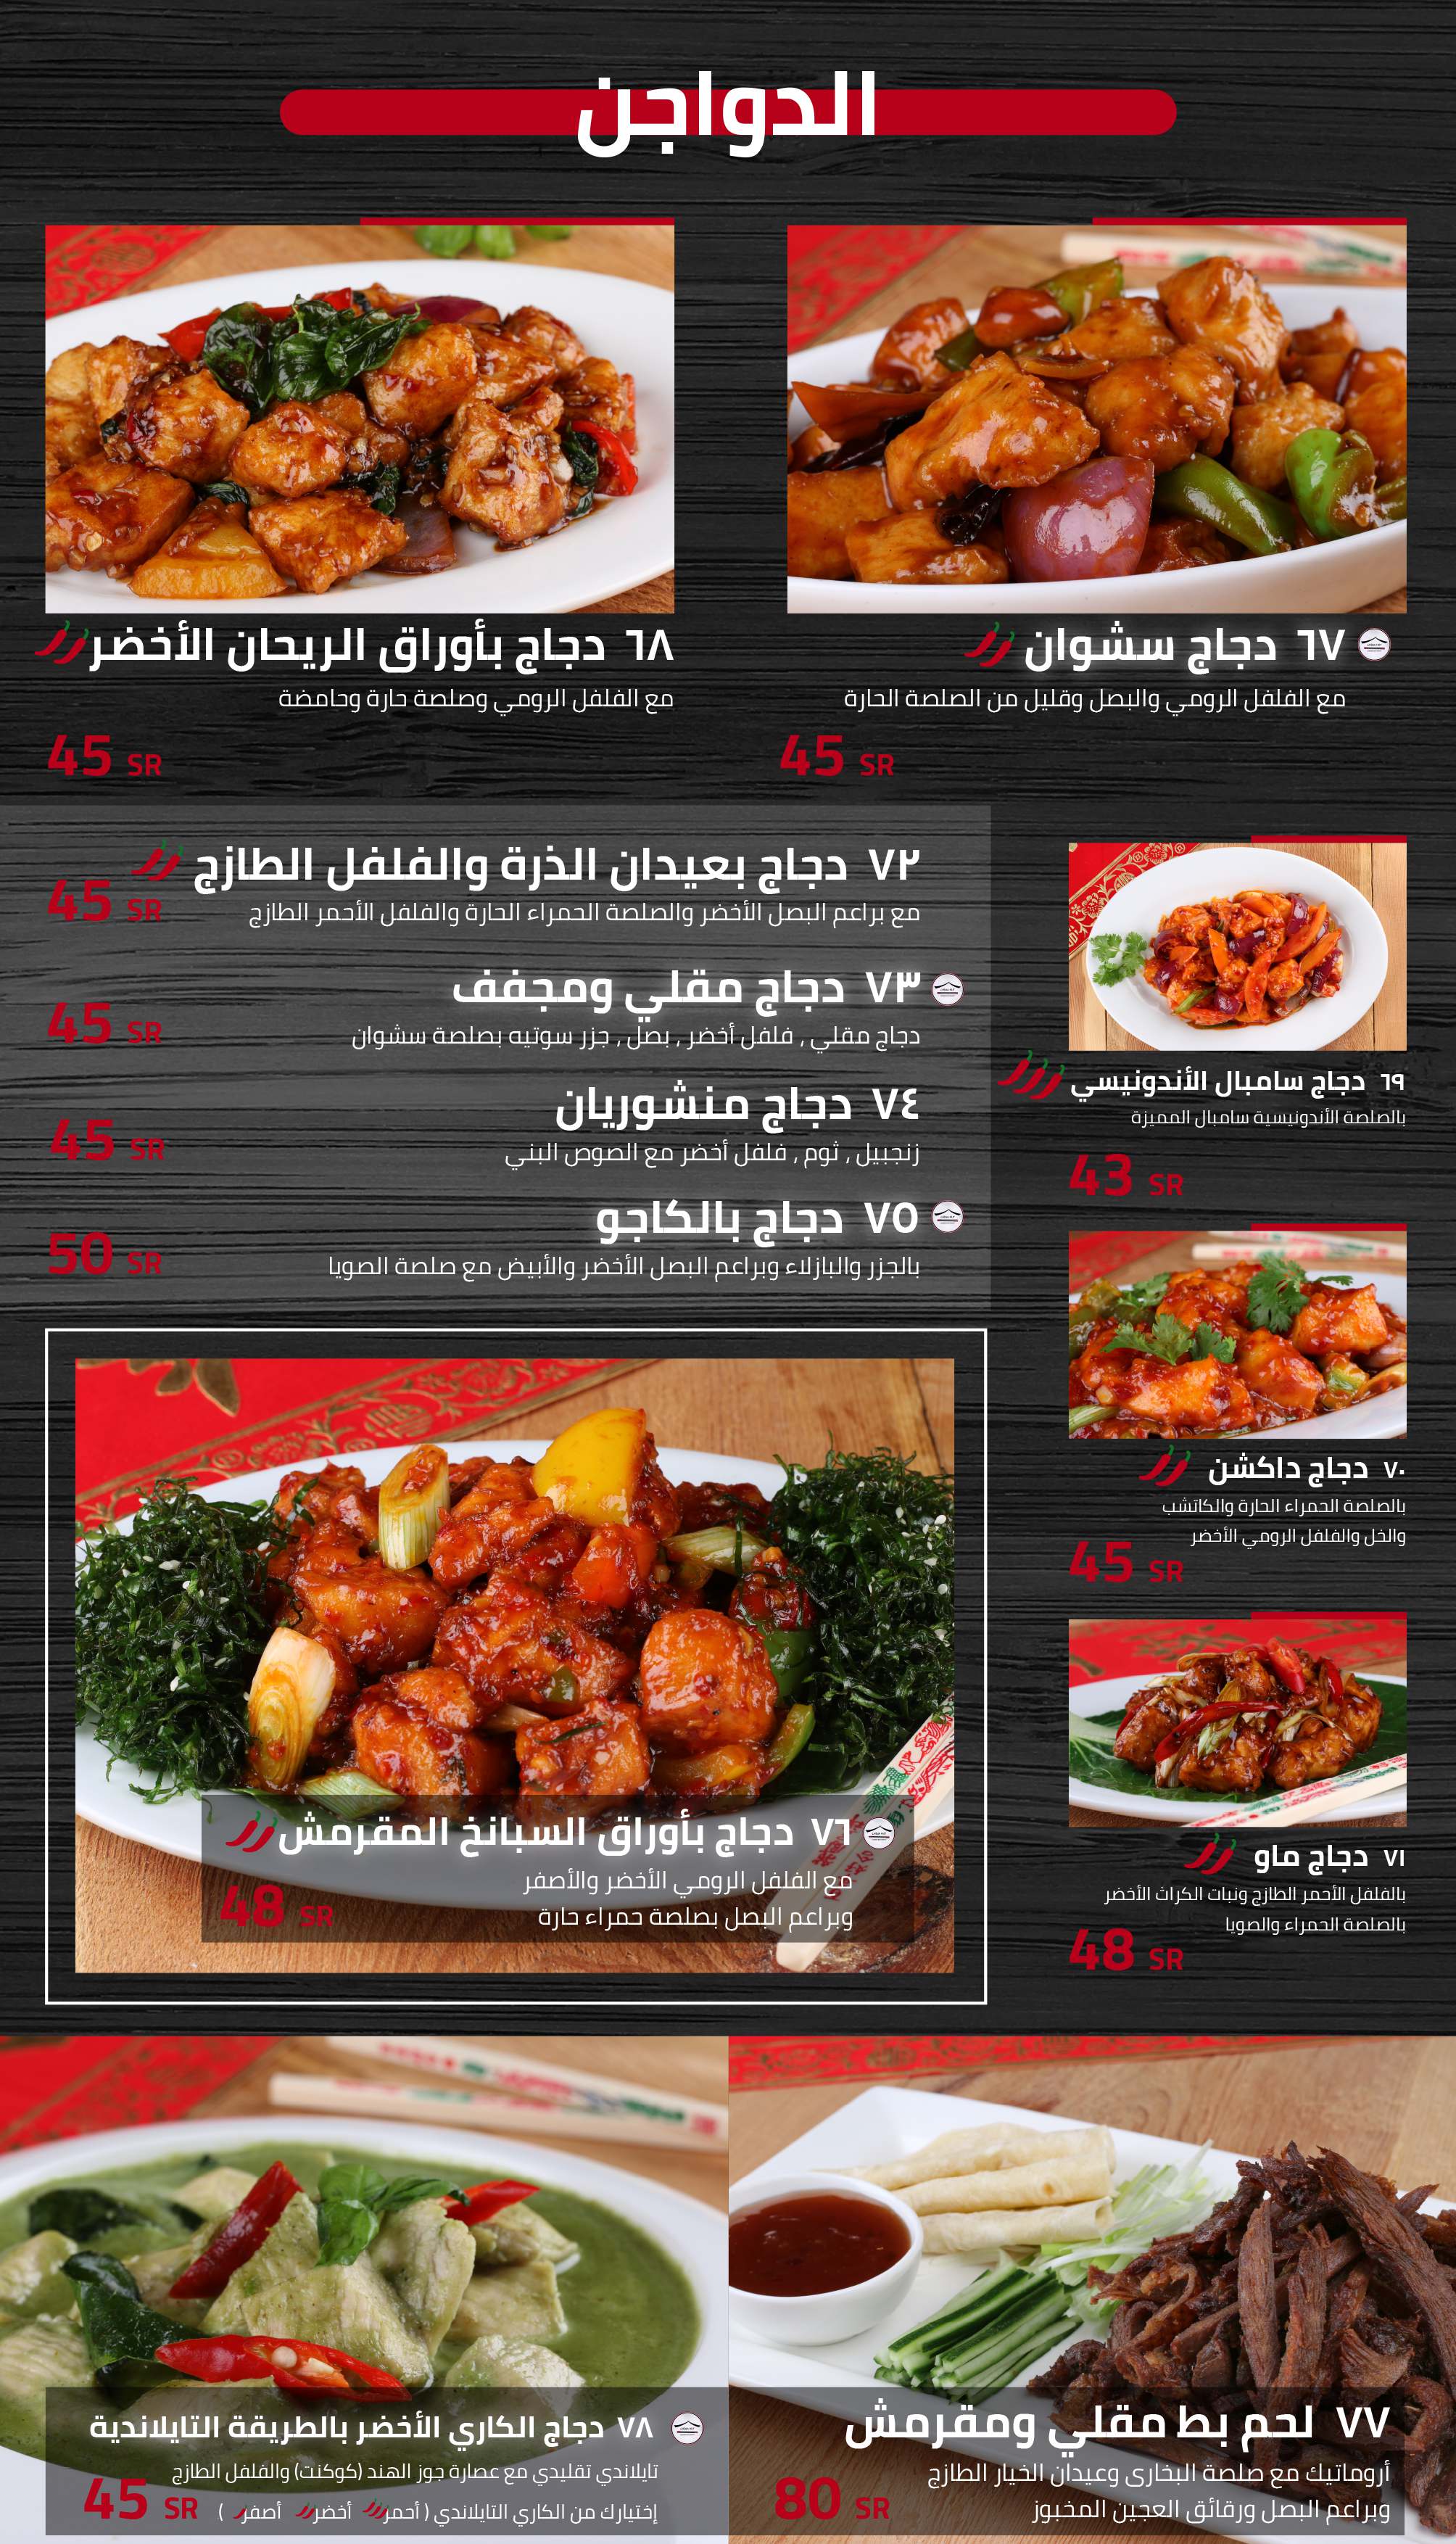 الدواجن
٦٧ دجاج سشوان
مع الفلفل الرومي والبصل وقليل من الصلصة الحارة
45 SR
٦٨ دجاج بأوراق الريحان الأخضر
مع الفلفل الرومي وصلصة حارة وحامضة
45 SR
٦٩ دجاج سامبال الأندونيسي
بالصلصة الأندونيسية سامبال المميزة
43 SR
٧٠ دجاج داكشن
بالصلصة الحمراء الحارة والكاتشب
والخل والفلفل الرومي الأخضر
45 SR
٧١ دجاج ماو
بالفلفل الأحمر الطازج ونبات الكراث الأخضر
بالصلصة الحمراء والصويا
48 SR
٧٢ دجاج بعيدان الذرة والفلفل الطازج
مع براعم البصل الأخضر والصلصة الحمراء الحارة والفلفل الأحمر الطازج
45 SR
٧٣ دجاج مقلي ومجفف
دجاج مقلي , فلفل أخضر , بصل , جزر سوتيه بصلصة سشوان
45 SR
٧٤ دجاج منشوريان
زنجبيل , ثوم , فلفل أخضر مع الصوص البني
45 SR
٧٥ دجاج بالكاجو
بالجزر والبازلاء وبراعم البصل الأخضر والأبيض مع صلصة الصويا
50 SR
٧٦ دجاج بأوراق السبانخ المقرمش
مع الفلفل الرومي الأخضر والأصفر
وبراعم البصل بصلصة حمراء حارة
48 SR
٧٧ لحم بط مقلي ومقرمش
أروماتيك مع صلصة البخارى وعيدان الخيار الطازج
وبراعم البصل ورقائق العجين المخبوز
80 SR
٧٨ دجاج الكاري الأخضر بالطريقة التايلاندية
تايلاندي تقليدي مع عصارة جوز الهند (كوكنت) والفلفل الطازج
إختيارك من الكاري التايلاندي ( أحمر أخضر أصفر )
45 SR